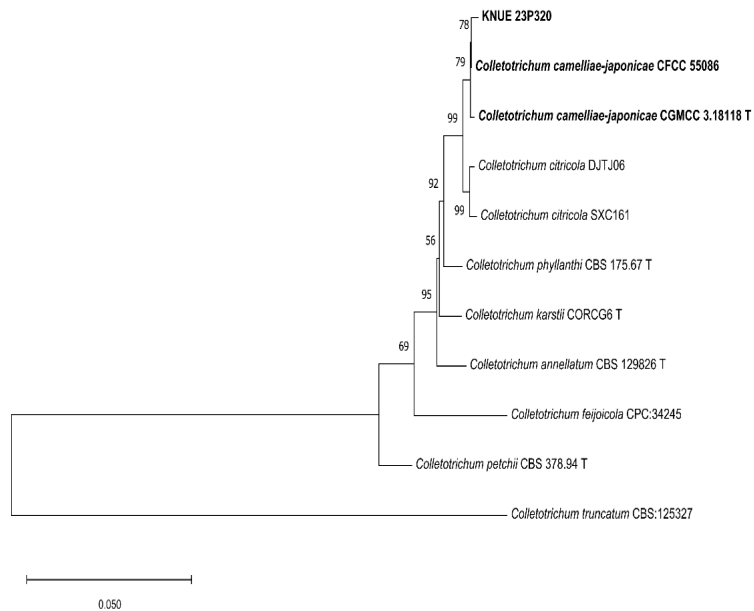 KNUE 23P320
78
79
Colletotrichum camelliae-japonicae CFCC 55086
Colletotrichum camelliae-japonicae CGMCC 3.18118 T
99
Colletotrichum citricola DJTJ06
92
99
Colletotrichum citricola SXC161
56
Colletotrichum phyllanthi CBS 175.67 T
95
Colletotrichum karstii CORCG6 T
69
Colletotrichum annellatum CBS 129826 T
Colletotrichum feijoicola CPC:34245
Colletotrichum petchii CBS 378.94 T
Colletotrichum truncatum CBS:125327
0.050